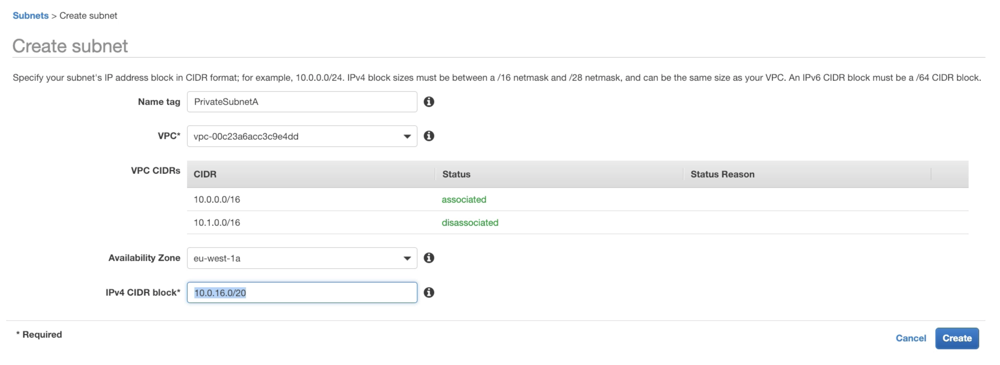 Subnets > Create subnet
Create subnet
Specify your subnet's IP address block in CIDR format; for example, 10.0.0.0/24. IPv4 block sizes must be between a /16 netmask and /28 netmask, and can be the same size as your VPC. An IPv6 CIDR block must be a /64 CIDR block.
Name tag PrivateSubnetA
VPC* vpc-00c23a6acc3c9e4dd
VPC CIDRs CIDR Status Status Reason
10.0.0.0/16 associated
10.1.0.0/16 disassociated
Availability Zone eu-west-1a
IPv4 CIDR block* 10.0.16.0/20
* Required Cancel Create